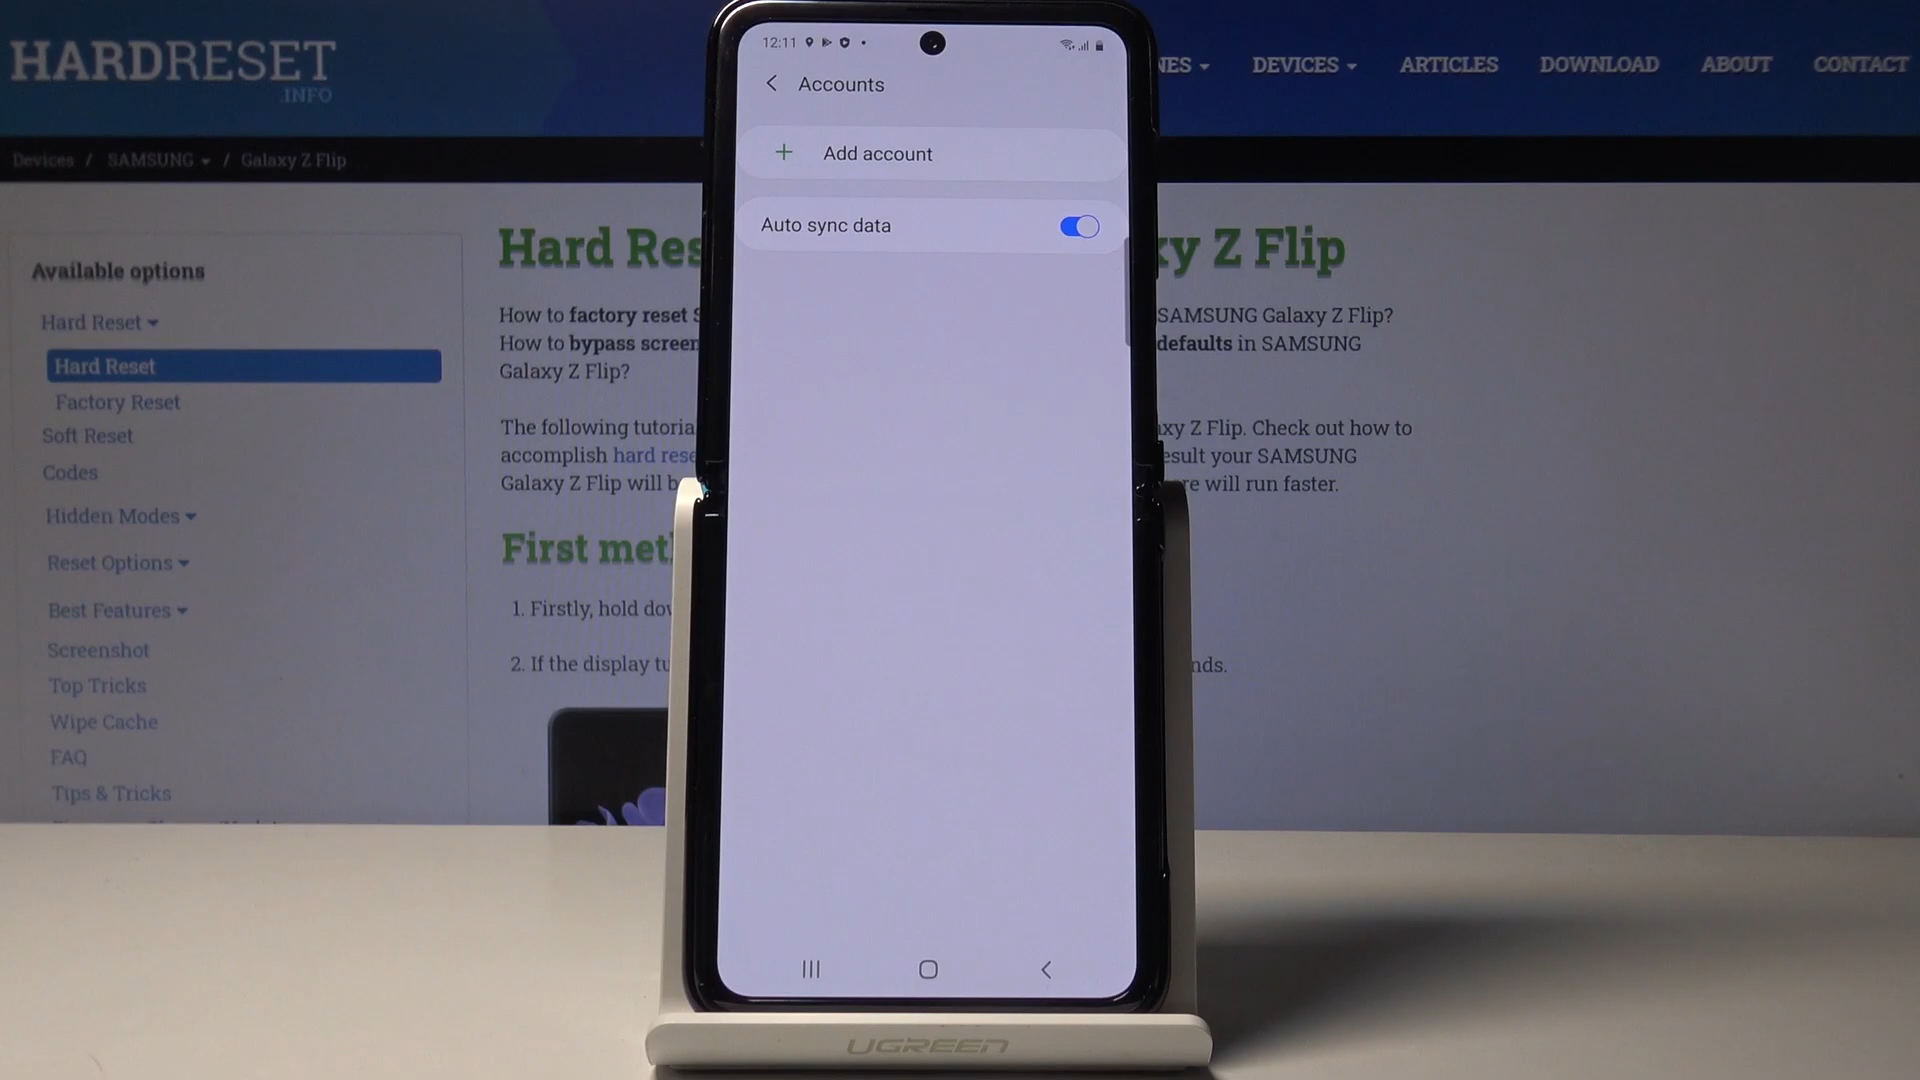 HARDRESET
.INFO
NES DEVICES ARTICLES DOWNLOAD ABOUT CONTACT
Devices / SAMSUNG / Galaxy Z Flip
12:11
Accounts
+ Add account
Auto sync data
Available options
Hard Reset
Hard Reset
Factory Reset
Soft Reset
Codes
Hidden Modes
Reset Options
Best Features
Screenshot
Top Tricks
Wipe Cache
FAQ
Tips & Tricks
Hard Res xy Z Flip
How to factory reset S SAMSUNG Galaxy Z Flip?
How to bypass screen defaults in SAMSUNG
Galaxy Z Flip?
The following tutoria xy Z Flip. Check out how to
accomplish hard rese esult your SAMSUNG
Galaxy Z Flip will b re will run faster.
First met
1. Firstly, hold dov
2. If the display tu nds.
UGREEN